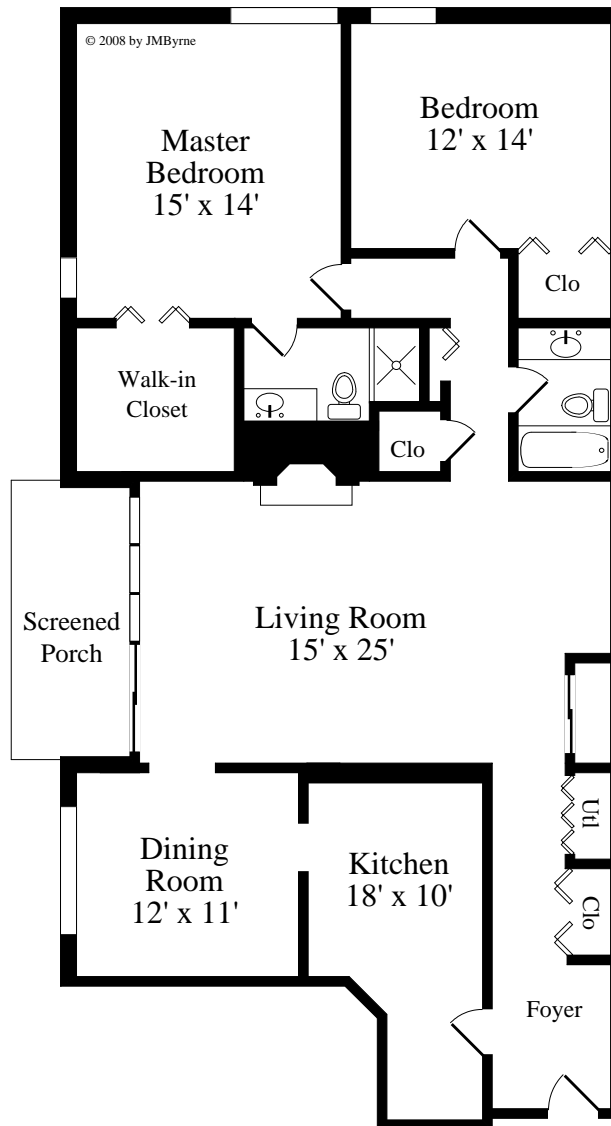 © 2008 by JMByrne
Bedroom
12' x 14'
Master
Bedroom
15' x 14'
Clo
Walk-in
Closet
Clo
Screened
Porch
Living Room
15' x 25'
Utl
Dining
Room
12' x 11'
Kitchen
18' x 10'
Clo
Foyer